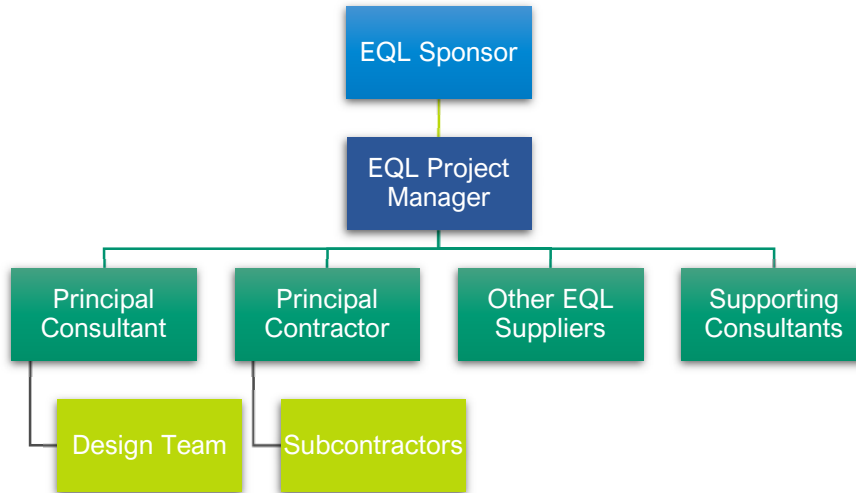 EQL Sponsor
EQL Project
Manager
Principal
Consultant
Principal
Contractor
Other EQL
Suppliers
Supporting
Consultants
Design Team
Subcontractors